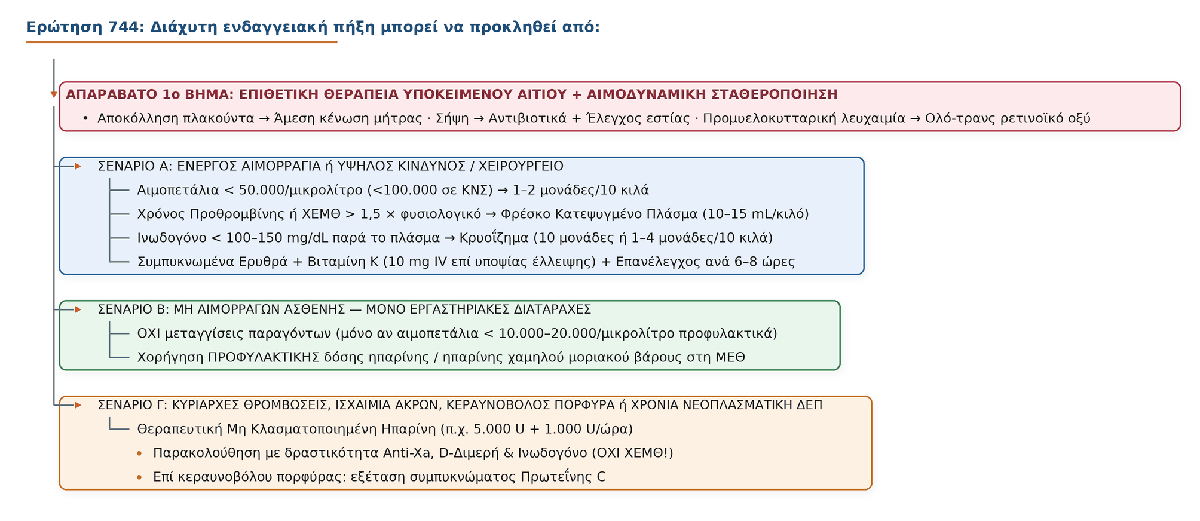 Ερώτηση 744: Διάχυτη ενδαγγειακή πήξη μπορεί να προκληθεί από:
ΑΠΑΡΑΒΑΤΟ 1ο ΒΗΜΑ: ΕΠΙΘΕΤΙΚΗ ΘΕΡΑΠΕΙΑ ΥΠΟΚΕΙΜΕΝΟΥ ΑΙΤΙΟΥ + ΑΙΜΟΔΥΝΑΜΙΚΗ ΣΤΑΘΕΡΟΠΟΙΗΣΗ
• Αποκόλληση πλακούντα → Άμεση κένωση μήτρας · Σήψη → Αντιβιοτικά + Έλεγχος εστίας · Προμυελοκυτταρική λευχαιμία → Ολό-τρανς ρετινοϊκό οξύ
ΣΕΝΑΡΙΟ Α: ΕΝΕΡΓΟΣ ΑΙΜΟΡΡΑΓΙΑ ή ΥΨΗΛΟΣ ΚΙΝΔΥΝΟΣ / ΧΕΙΡΟΥΡΓΕΙΟ
Αιμοπετάλια < 50.000/μικρολίτρο (<100.000 σε ΚΝΣ) → 1–2 μονάδες/10 κιλά
Χρόνος Προθρομβίνης ή ΧΕΜΘ > 1,5 × φυσιολογικό → Φρέσκο Κατεψυγμένο Πλάσμα (10–15 mL/κιλό)
Ινωδογόνο < 100–150 mg/dL παρά το πλάσμα → Κρυοΐζημα (10 μονάδες ή 1–4 μονάδες/10 κιλά)
Συμπυκνωμένα Ερυθρά + Βιταμίνη Κ (10 mg IV επί υποψίας έλλειψης) + Επανέλεγχος ανά 6–8 ώρες
ΣΕΝΑΡΙΟ Β: ΜΗ ΑΙΜΟΡΡΑΓΩΝ ΑΣΘΕΝΗΣ — ΜΟΝΟ ΕΡΓΑΣΤΗΡΙΑΚΕΣ ΔΙΑΤΑΡΑΧΕΣ
ΟΧΙ μεταγγίσεις παραγόντων (μόνο αν αιμοπετάλια < 10.000–20.000/μικρολίτρο προφυλακτικά)
Χορήγηση ΠΡΟΦΥΛΑΚΤΙΚΗΣ δόσης ηπαρίνης / ηπαρίνης χαμηλού μοριακού βάρους στη ΜΕΘ
ΣΕΝΑΡΙΟ Γ: ΚΥΡΙΑΡΧΕΣ ΘΡΟΜΒΩΣΕΙΣ, ΙΣΧΑΙΜΙΑ ΑΚΡΩΝ, ΚΕΡΑΥΝΟΒΟΛΟΣ ΠΟΡΦΥΡΑ ή ΧΡΟΝΙΑ ΝΕΟΠΛΑΣΜΑΤΙΚΗ ΔΕΠ
Θεραπευτική Μη Κλασματοποιημένη Ηπαρίνη (π.χ. 5.000 U + 1.000 U/ώρα)
• Παρακολούθηση με δραστικότητα Anti-Xa, D-Διμερή & Ινωδογόνο (ΟΧΙ ΧΕΜΘ!)
• Επί κεραυνοβόλου πορφύρας: εξέταση συμπυκνώματος Πρωτεΐνης C